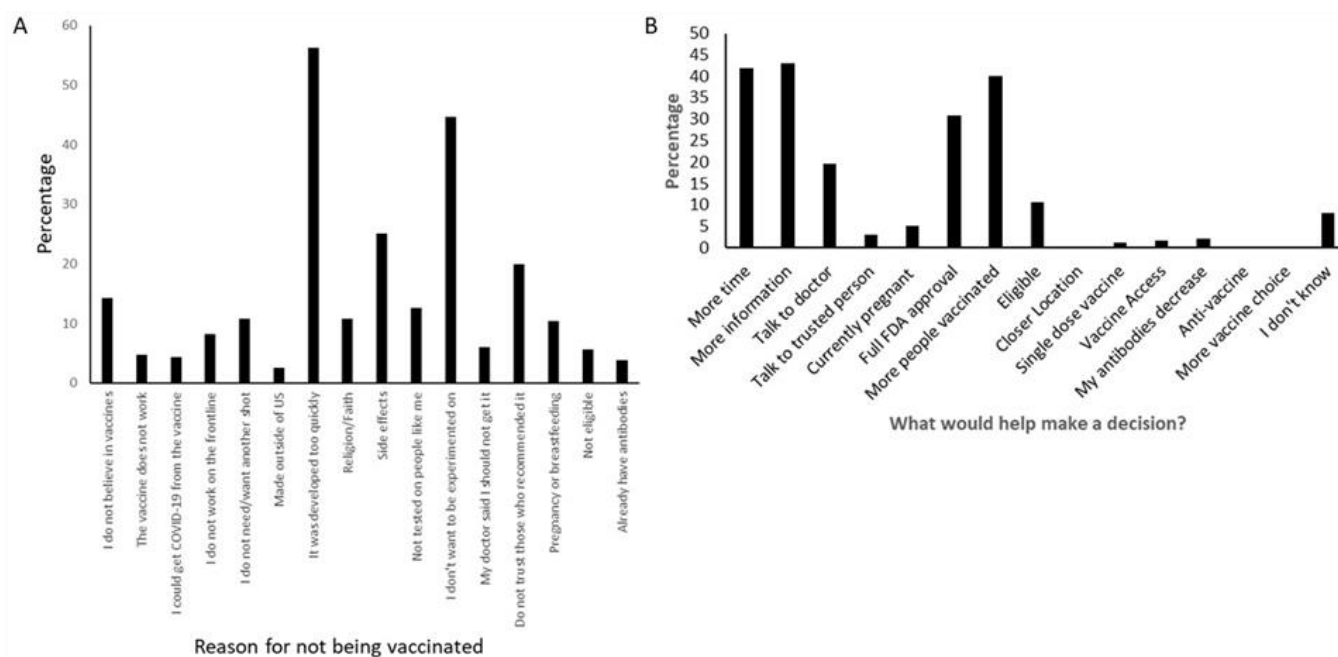 A
60
50
40
30
20
10
0
Percentage
I do not believe in vaccines
The vaccine does not work
I could get COVID-19 from the vaccine
I do not work on the frontline
I do not need/want another shot
Made outside of US
It was developed too quickly
Religion/Faith
Side effects
Not tested on people like me
I don't want to be experimented on
My doctor said I should not get it
Do not trust those who recommended it
Pregnancy or breastfeeding
Not eligible
Already have antibodies
Reason for not being vaccinated
B
50
45
40
35
30
25
20
15
10
5
0
Percentage
More time
More information
Talk to doctor
Talk to trusted person
Currently pregnant
Full FDA approval
More people vaccinated
Eligible
Closer Location
Single dose vaccine
Vaccine Access
My antibodies decrease
Anti-vaccine
More vaccine choice
I don't know
What would help make a decision?